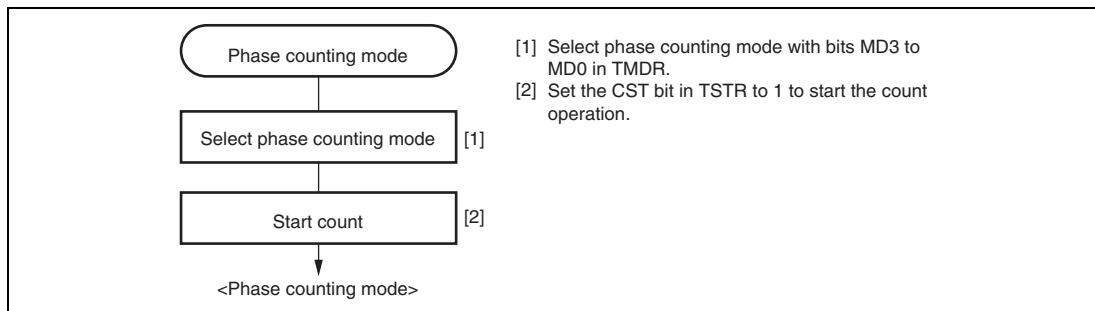 Phase counting mode
Select phase counting mode [1]
Start count [2]
<Phase counting mode>
[1] Select phase counting mode with bits MD3 to
MD0 in TMDR.
[2] Set the CST bit in TSTR to 1 to start the count
operation.